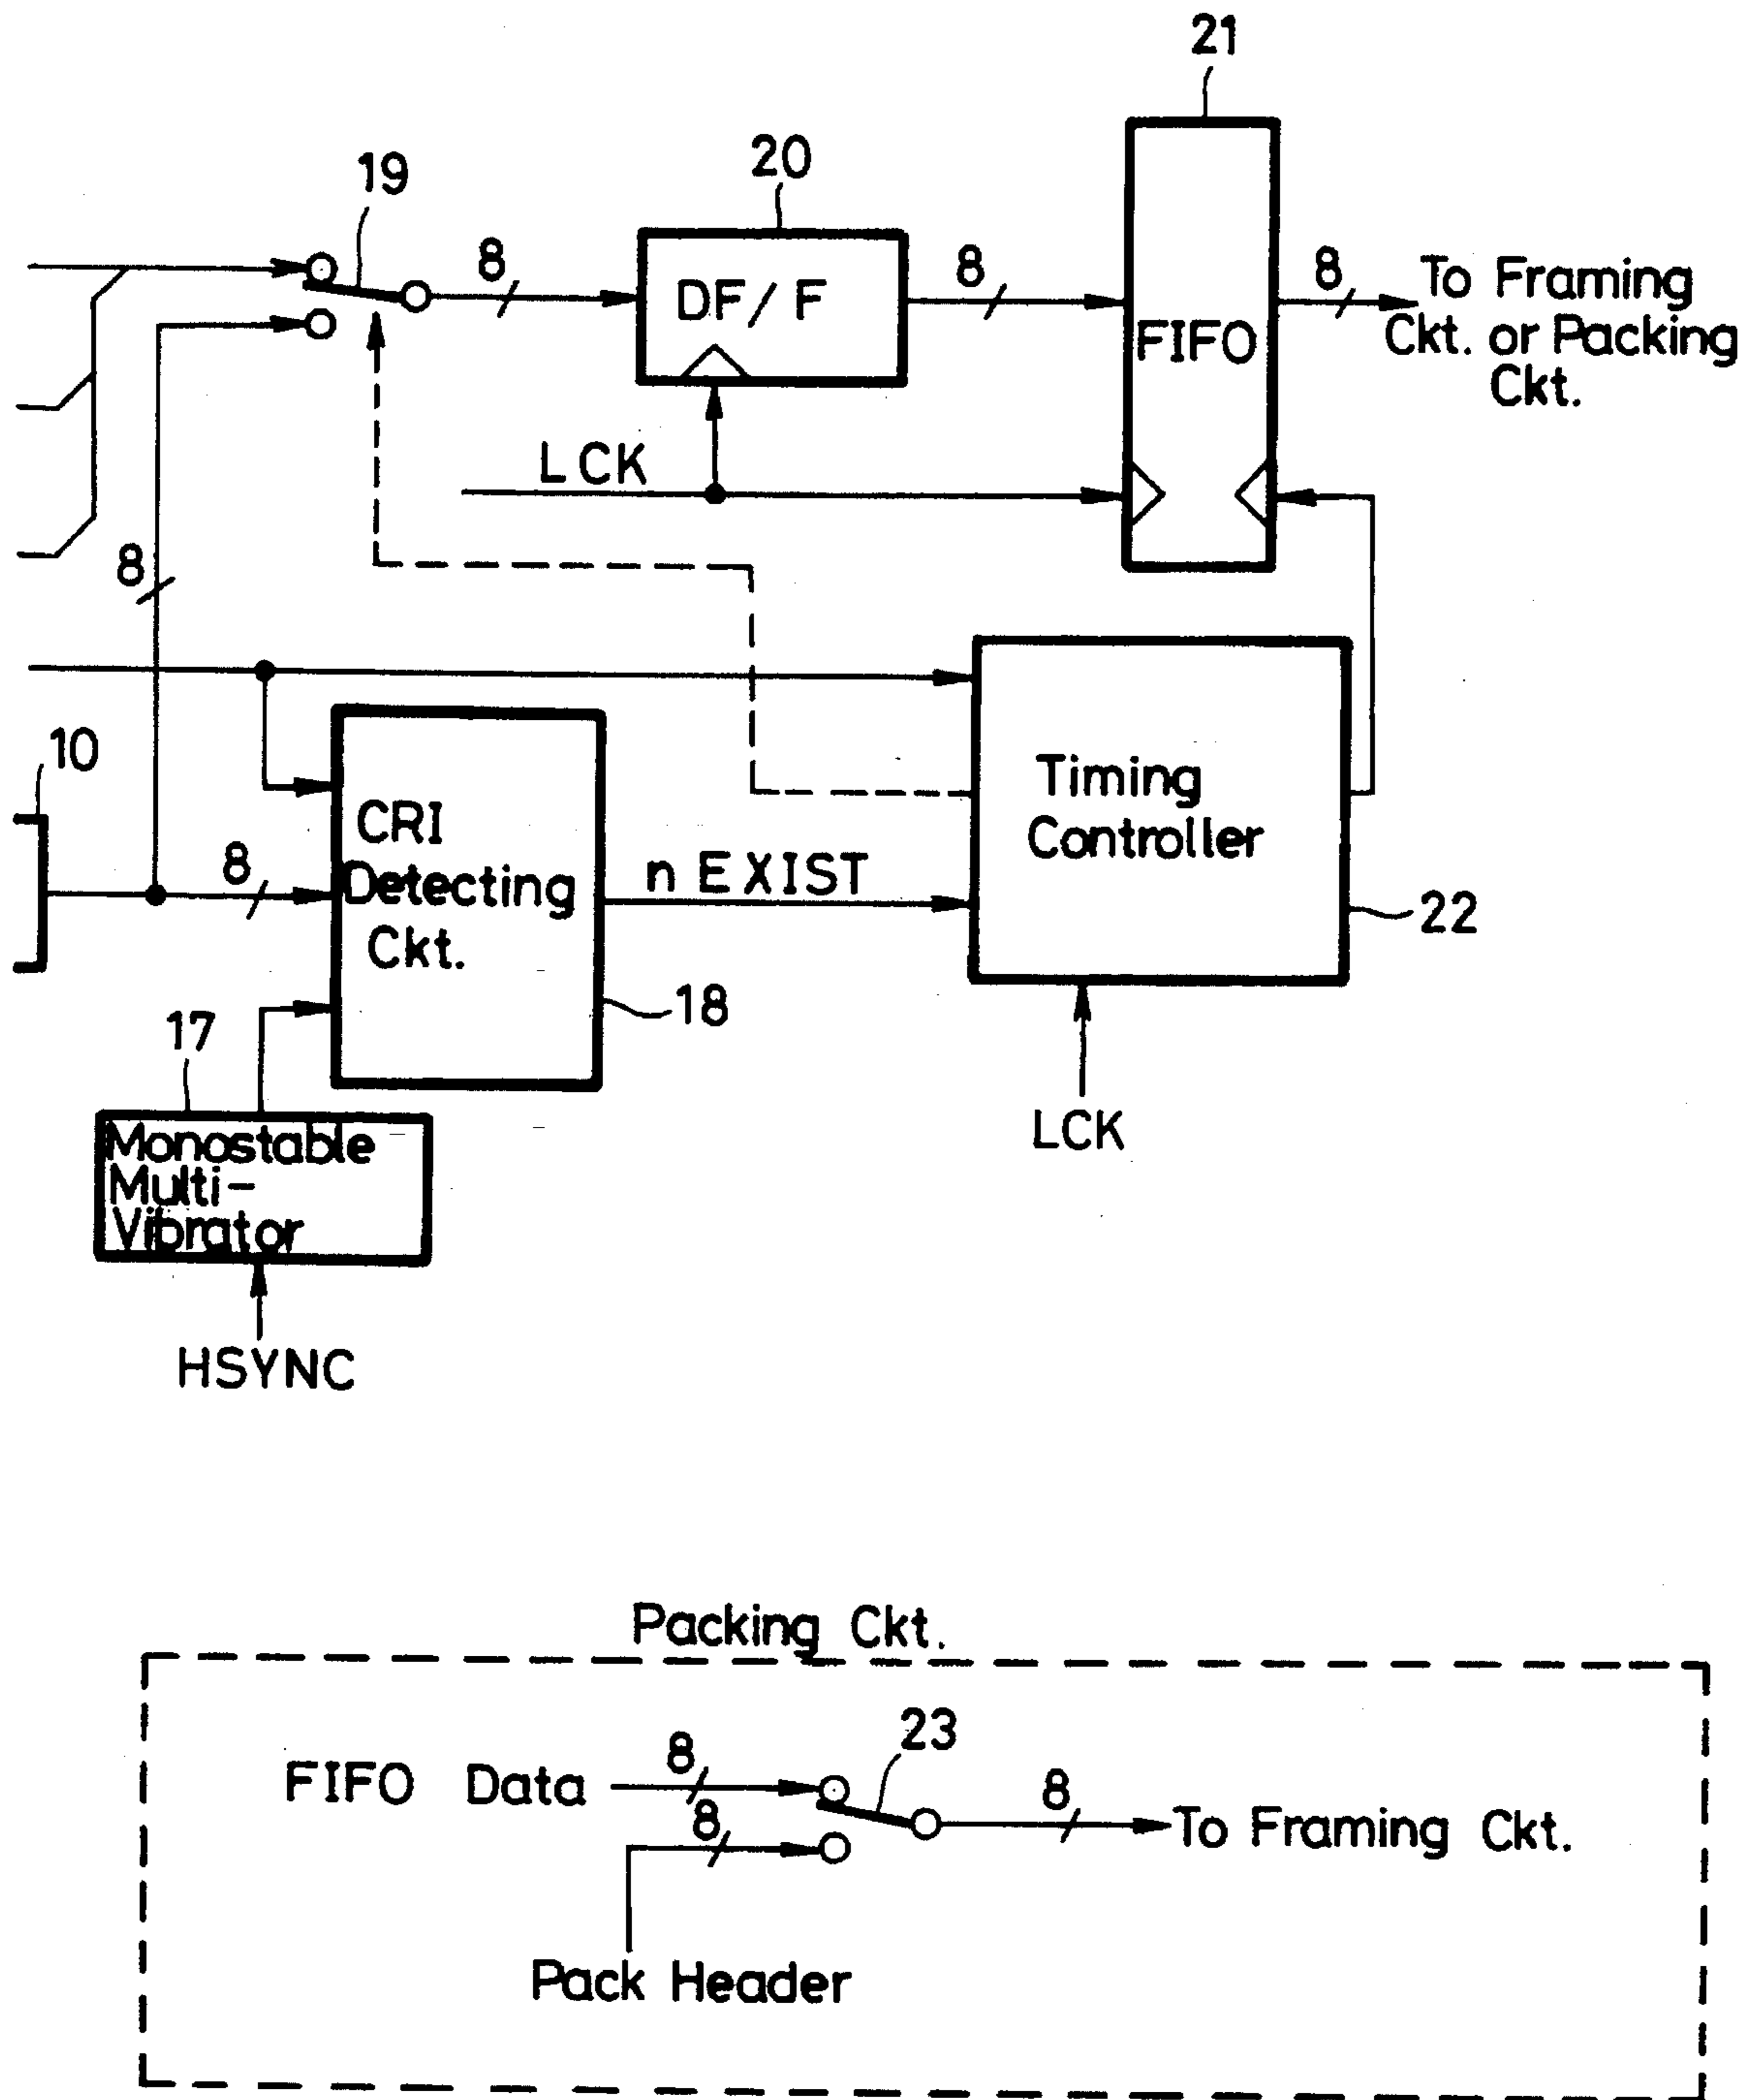 21
20
19
8
8
8
DF/F
To Framing
Ckt. or Packing
Ckt.
FIFO
LCK
8
10
Timing
Controller
CRI
Detecting
Ckt.
8
n EXIST
22
18
17
LCK
Monostable
Multi-
Vibrator
HSYNC
Packing Ckt.
23
8
FIFO Data
8
8
To Framing Ckt.
Pack Header